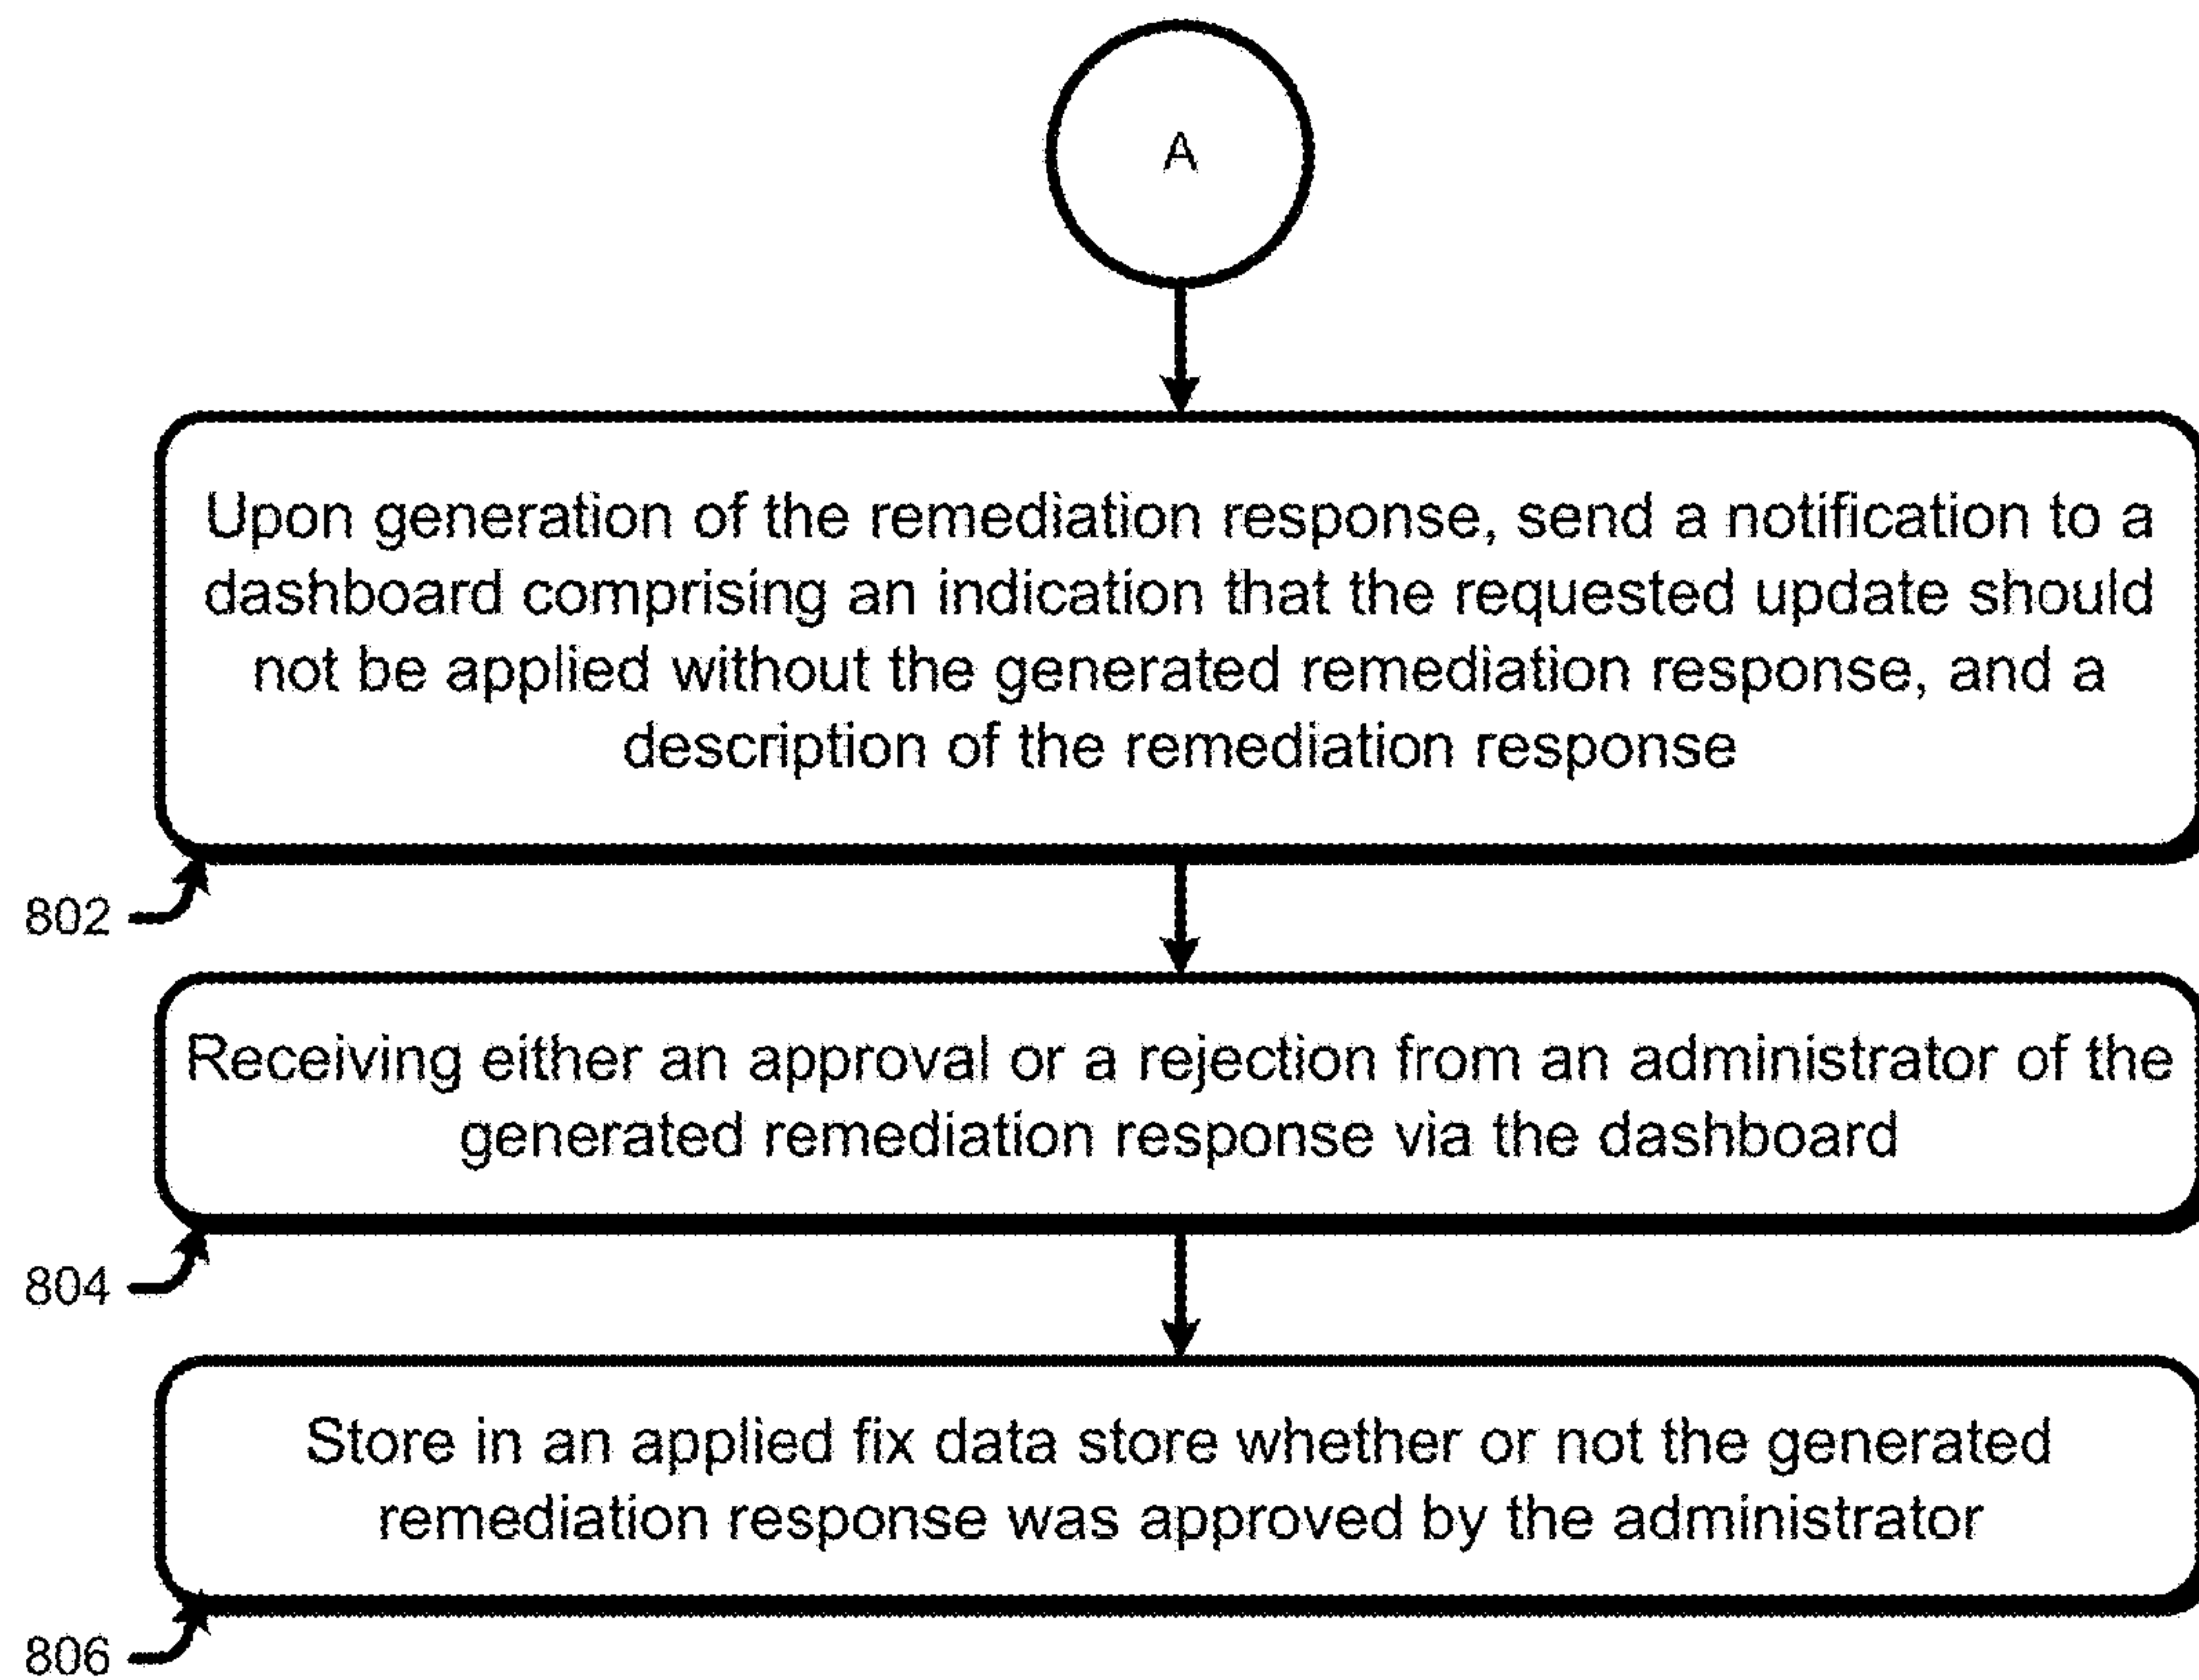 A
Upon generation of the remediation response, send a notification to a
dashboard comprising an indication that the requested update should
not be applied without the generated remediation response, and a
description of the remediation response
802
Receiving either an approval or a rejection from an administrator of the
generated remediation response via the dashboard
804
Store in an applied fix data store whether or not the generated
remediation response was approved by the administrator
806